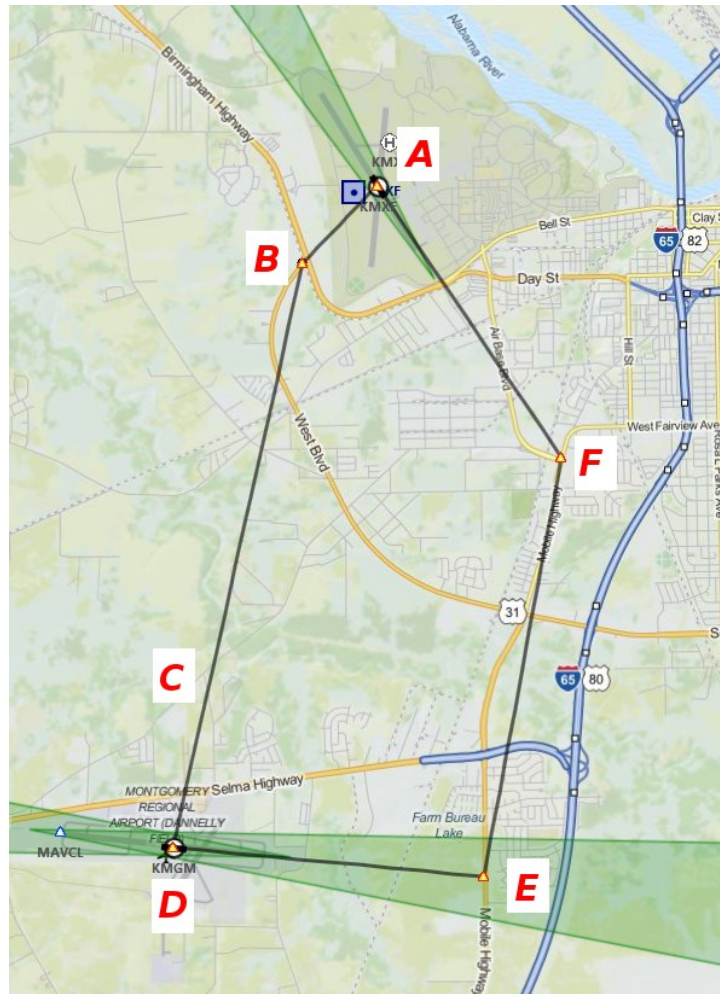 Alabama
River
Birmingham Highway
H
KMX
A
XF
KMXF
Bell St
65
82
Clay S
B
Day St
Air Base Blvd
Hill St
West Blvd
West Fairview Ave
Rosa L Parks Ave
F
Mobile Highway
31
S
C
65
80
Selma Highway
MONTGOMERY
REGIONAL
AIRPORT (DANNELLY
Farm Bureau
Lake
MAVCL
KMGM
D
E
Mobile Highway